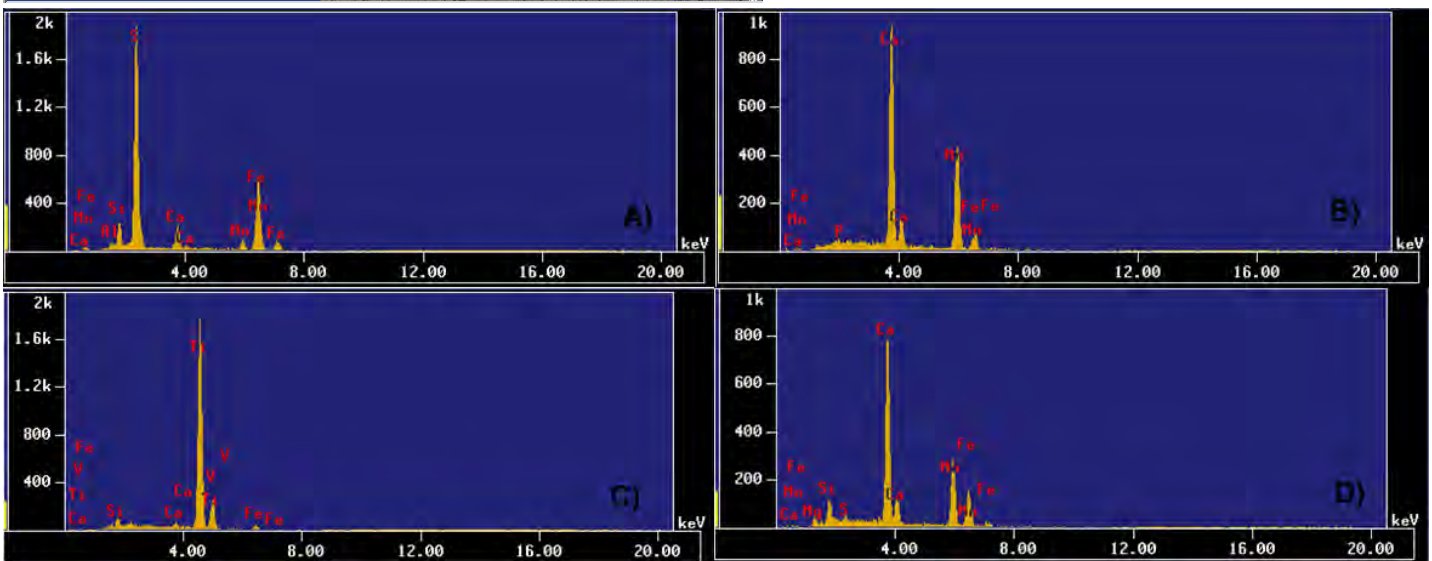 2k
1.6k
1.2k
800
400
S
Fe
Mn
Ca
Si
Al
Ca
Fe
Mn
Mn
Fe
A)
keV
4.00 8.00 12.00 16.00 20.00
1k
800
600
400
200
Ca
Mn
Fe
Mn
Ca
P
Ca
Fe Fe
Mn
B)
keV
4.00 8.00 12.00 16.00 20.00
2k
1.6k
1.2k
800
400
Ti
Fe
V
Ti
Ca
Si
Ca
Ca
V
V
Ti
Fe Fe
C)
keV
4.00 8.00 12.00 16.00 20.00
1k
800
600
400
200
Ca
Fe
Mn
Ca
Mg
Si
S
Ca
Mn
Fe
Fe
Mn
D)
keV
4.00 8.00 12.00 16.00 20.00